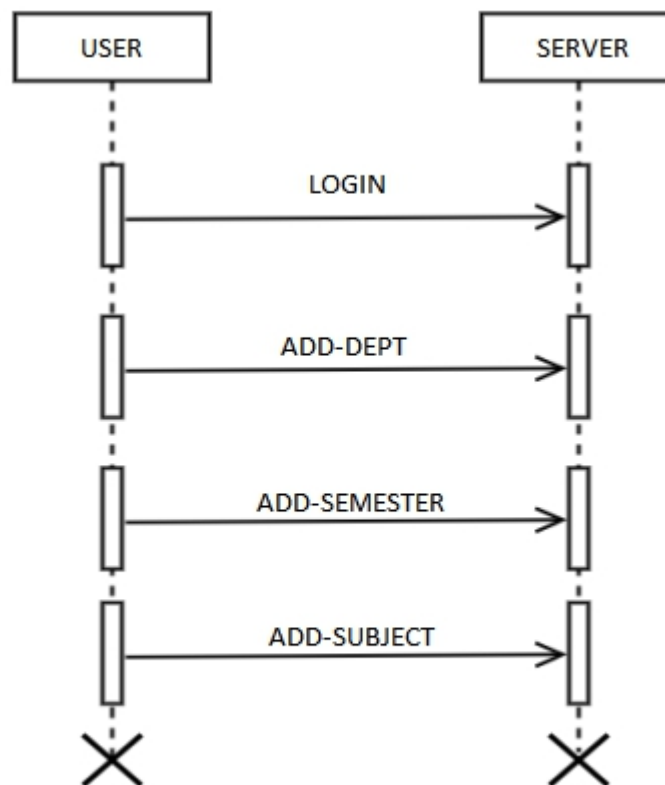 USER
SERVER
LOGIN
ADD-DEPT
ADD-SEMESTER
ADD-SUBJECT